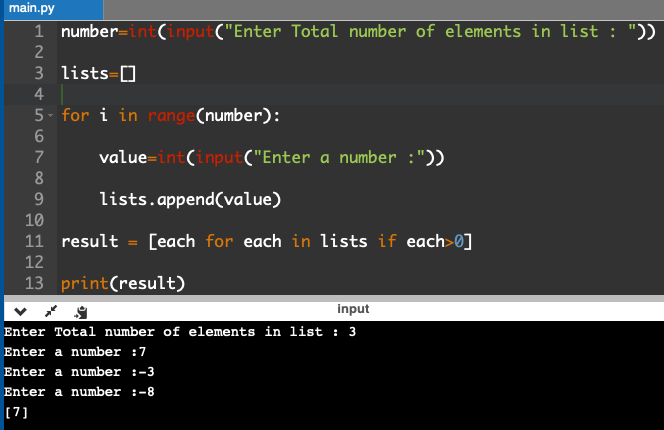 main.py
1 number=int(input("Enter Total number of elements in list : "))
2
3 lists=[]
4
5 for i in range(number):
6
7     value=int(input("Enter a number :"))
8
9     lists.append(value)
10
11 result = [each for each in lists if each>0]
12
13 print(result)
input
Enter Total number of elements in list : 3
Enter a number :7
Enter a number :-3
Enter a number :-8
[7]